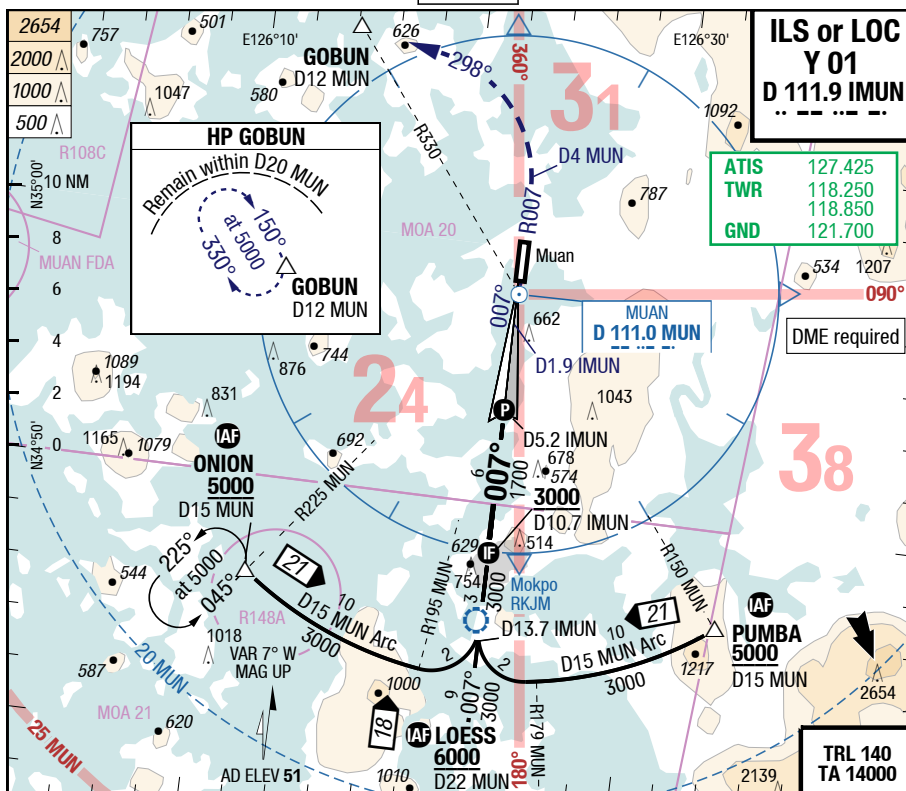 2654
2000
1000
500
757
501
E126°10'
GOBUN
D12 MUN
580
1047
626
298°
360°
31
E126°30'
1092
ILS or LOC
Y 01
D 111.9 IMUN
ATIS 127.425
TWR 118.250
118.850
GND 121.700
R108C
N35°00'
10 NM
8
6
4
2
0
N34°50'
MUAN FDA
HP GOBUN
Remain within D20 MUN
150°
at 5000
330°
GOBUN
D12 MUN
R330
MOA 20
D4 MUN
R007
787
Muan
007°
534
1207
090°
MUAN
D 111.0 MUN
DME required
662
D1.9 IMUN
744
876
1089
1194
831
24
1043
P
D5.2 IMUN
1165
1079
IAF
ONION
5000
D15 MUN
692
R225 MUN
007°
6
1700
678
574
3000
D10.7 IMUN
38
514
IF
629
754
225°
at 5000
045°
544
21
10
D15 MUN Arc
3000
R148A
R195 MUN
3
3000
Mokpo
RKJM
D13.7 IMUN
R150 MUN
21
10
D15 MUN Arc
3000
IAF
PUMBA
5000
D15 MUN
1217
2654
1018
VAR 7° W
MAG UP
587
20 MUN
MOA 21
620
25 MUN
2
2
1000
18
007°
9
3000
R179 MUN
IAF
LOESS
6000
D22 MUN
180°
AD ELEV 51
1010
2139
TRL 140
TA 14000